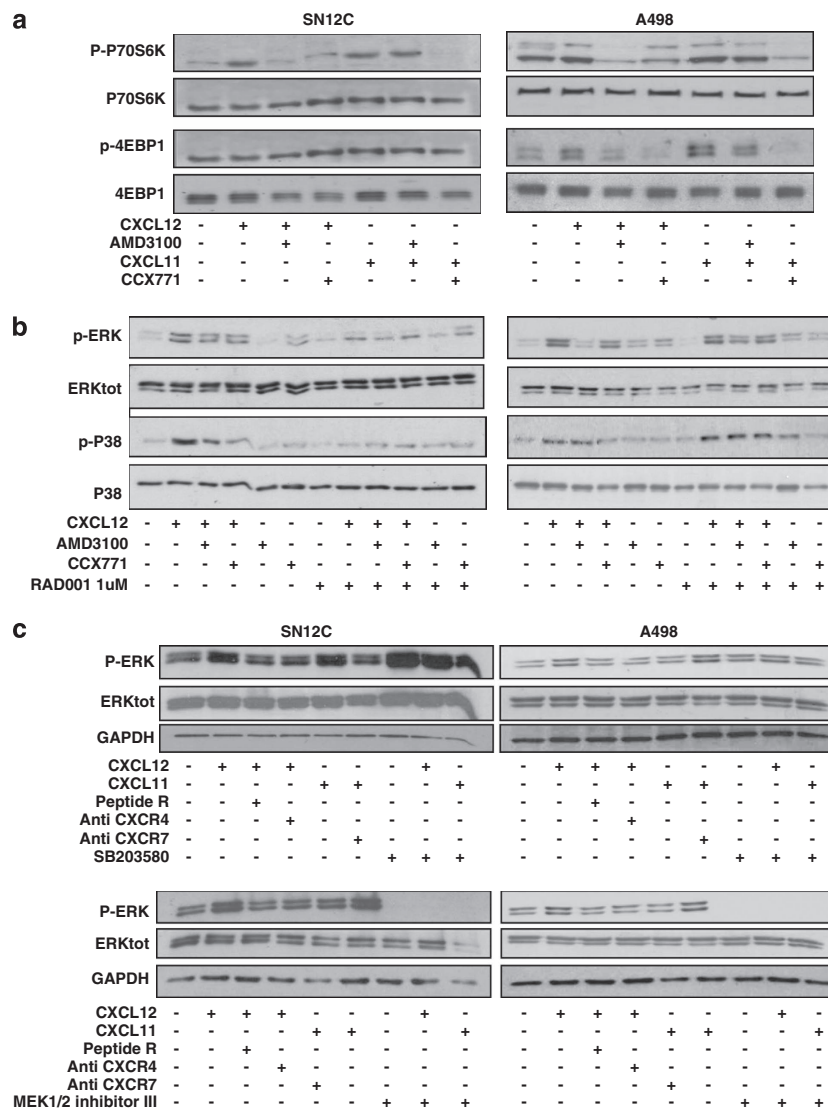 a
SN12C A498
P-P70S6K
P70S6K
p-4EBP1
4EBP1
CXCL12 - + + + - - - - + + + - - -
AMD3100 - - + - - + - - - + - - + -
CXCL11 - - - - + + + - - - - + + +
CCX771 - - - + - - + - - - + - - +
b
p-ERK
ERKtot
p-P38
P38
CXCL12 - + + + - - - + + + - - - + + + - - - + + + - -
AMD3100 - - + - + - - - + - + - - - + - + - - - + - + -
CCX771 - - - + - + - - - + - + - - - + - + - - - + - +
RAD001 1uM - - - - - - + + + + + + - - - - - - + + + + + +
c
SN12C A498
P-ERK
ERKtot
GAPDH
CXCL12 - + + + - - - + - - + + + - - - + -
CXCL11 - - - - + + - - + - - - - + + - - +
Peptide R - - + - - - - - - - - + - - - - - -
Anti CXCR4 - - - + - - - - - - - - + - - - - -
Anti CXCR7 - - - - - + - - - - - - - - + - - -
SB203580 - - - - - - + + + - - - - - - + + +
P-ERK
ERKtot
GAPDH
CXCL12 - + + + - - - + - - + + + - - - + -
CXCL11 - - - - + + - - + - - - - + + - - +
Peptide R - - + - - - - - - - - + - - - - - -
Anti CXCR4 - - - + - - - - - - - - + - - - - -
Anti CXCR7 - - - - + - - - - - - - - + - - - -
MEK1/2 inhibitor III - - - - - - + + + - - - - - - + + +